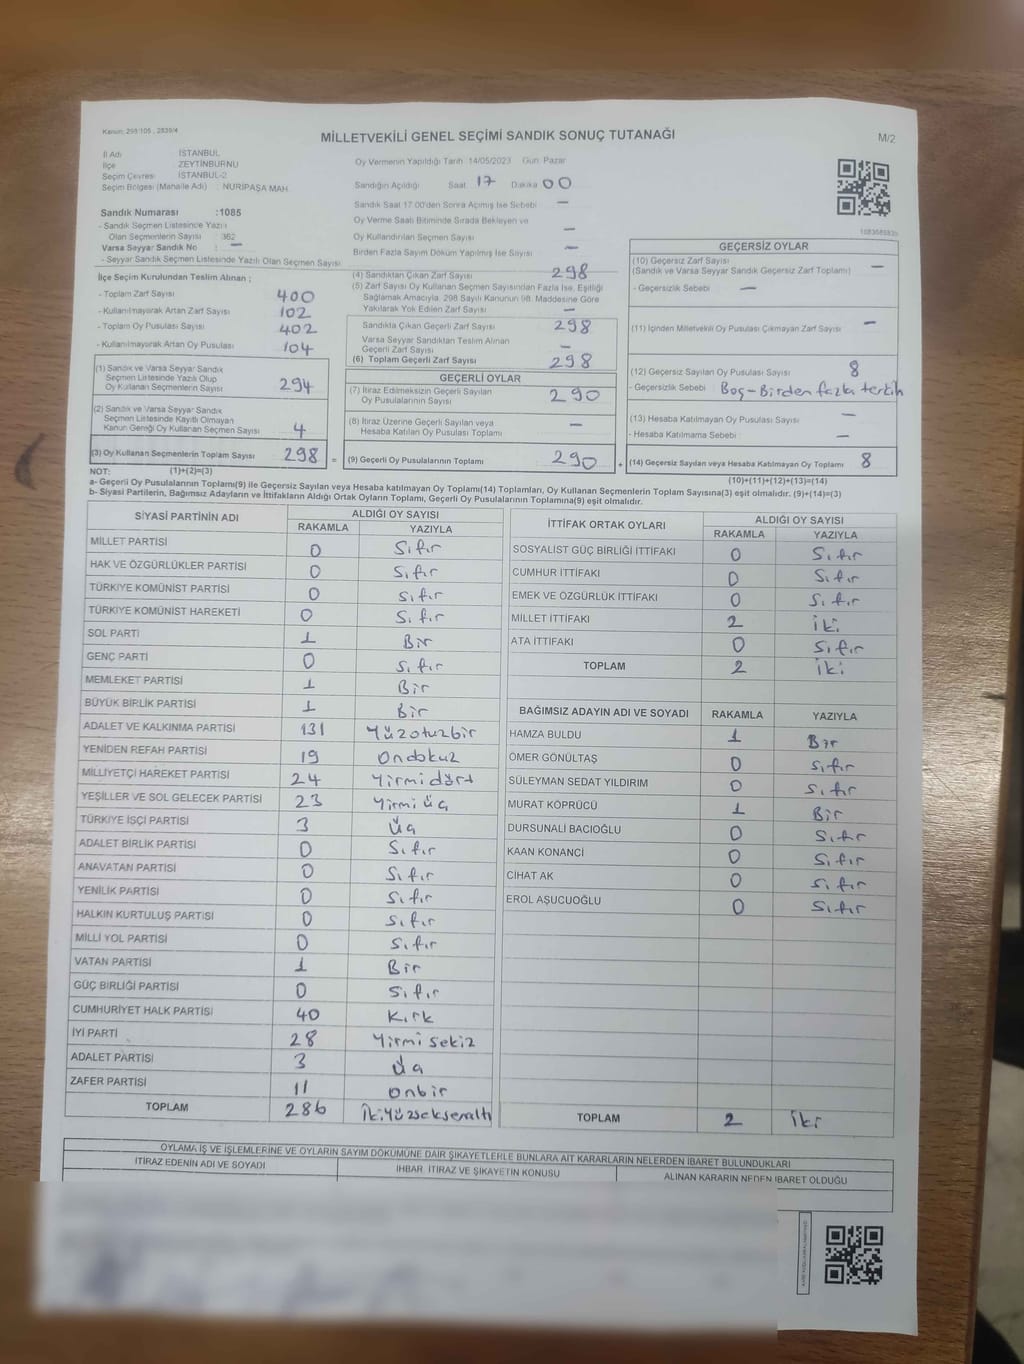 Kanun: 298/105, 2839/4
MİLLETVEKİLİ GENEL SEÇİMİ SANDIK SONUÇ TUTANAĞI
M/2
İl Adı : İSTANBUL
İlçe : ZEYTİNBURNU
Seçim Çevresi : İSTANBUL-2
Seçim Bölgesi (Mahalle Adı) : NURİPAŞA MAH.
Sandık Numarası :1085
- Sandık Seçmen Listesinde Yazılı
Olan Seçmenlerin Sayısı : 362
Varsa Seyyar Sandık No : —
- Seyyar Sandık Seçmen Listesinde Yazılı Olan Seçmen Sayısı
Oy Vermenin Yapıldığı Tarih 14/05/2023 Gün: Pazar
Sandığın Açıldığı Saat 17 Dakika 00
Sandık Saat 17.00'den Sonra Açılmış İse Sebebi —
Oy Verme Saati Bitiminde Sırada Bekleyen ve
Oy Kullandırılan Seçmen Sayısı —
Birden Fazla Sayım Döküm Yapılmış İse Sayısı —
İlçe Seçim Kurulundan Teslim Alınan ;
- Toplam Zarf Sayısı 400
- Kullanılmayarak Artan Zarf Sayısı 102
- Toplam Oy Pusulası Sayısı 402
- Kullanılmayarak Artan Oy Pusulası 104
(4) Sandıktan Çıkan Zarf Sayısı 298
(5) Zarf Sayısı Oy Kullanan Seçmen Sayısından Fazla İse, Eşitliği
Sağlamak Amacıyla, 298 Sayılı Kanunun 98. Maddesine Göre
Yakılarak Yok Edilen Zarf Sayısı —
Sandıkta Çıkan Geçerli Zarf Sayısı 298
Varsa Seyyar Sandıktan Teslim Alınan
Geçerli Zarf Sayısı —
(6) Toplam Geçerli Zarf Sayısı 298
GEÇERSİZ OYLAR
(10) Geçersiz Zarf Sayısı
(Sandık ve Varsa Seyyar Sandık Geçersiz Zarf Toplamı) —
- Geçersizlik Sebebi —
(11) İçinden Milletvekili Oy Pusulası Çıkmayan Zarf Sayısı —
(12) Geçersiz Sayılan Oy Pusulası Sayısı 8
- Geçersizlik Sebebi Boş-Birden fazla tercih
(13) Hesaba Katılmayan Oy Pusulası Sayısı —
- Hesaba Katılmama Sebebi —
(14) Geçersiz Sayılan veya Hesaba Katılmayan Oy Toplamı 8
(1) Sandık ve Varsa Seyyar Sandık
Seçmen Listesinde Yazılı Olup
Oy Kullanan Seçmenlerin Sayısı 294
(2) Sandık ve Varsa Seyyar Sandık
Seçmen Listesinde Kayıtlı Olmayan
Kanun Gereği Oy Kullanan Seçmen Sayısı 4
(3) Oy Kullanan Seçmenlerin Toplam Sayısı 298 =
GEÇERLİ OYLAR
(7) İtiraz Edilmeksizin Geçerli Sayılan
Oy Pusulalarının Sayısı 290
(8) İtiraz Üzerine Geçerli Sayılan veya
Hesaba Katılan Oy Pusulası Toplamı —
(9) Geçerli Oy Pusulalarının Toplamı 290 +
NOT: (1)+(2)=(3) (10)+(11)+(12)+(13)=(14)
a- Geçerli Oy Pusulalarının Toplamı(9) ile Geçersiz Sayılan veya Hesaba Katılmayan Oy Toplamı(14) Toplamları, Oy Kullanan Seçmenlerin Toplam Sayısına(3) eşit olmalıdır. (9)+(14)=(3)
b- Siyasi Partilerin, Bağımsız Adayların ve İttifakların Aldığı Ortak Oyların Toplamı, Geçerli Oy Pusulalarının Toplamına(9) eşit olmalıdır.
SİYASİ PARTİNİN ADI ALDIĞI OY SAYISI
RAKAMLA YAZIYLA
MİLLET PARTİSİ 0 Sıfır
HAK VE ÖZGÜRLÜKLER PARTİSİ 0 Sıfır
TÜRKİYE KOMÜNİST PARTİSİ 0 Sıfır
TÜRKİYE KOMÜNİST HAREKETİ 0 Sıfır
SOL PARTİ 1 Bir
GENÇ PARTİ 0 Sıfır
MEMLEKET PARTİSİ 1 Bir
BÜYÜK BİRLİK PARTİSİ 1 Bir
ADALET VE KALKINMA PARTİSİ 131 Yüzotuzbir
YENİDEN REFAH PARTİSİ 19 Ondokuz
MİLLİYETÇİ HAREKET PARTİSİ 24 Yirmidört
YEŞİLLER VE SOL GELECEK PARTİSİ 23 Yirmi üç
TÜRKİYE İŞÇİ PARTİSİ 3 Üç
ADALET BİRLİK PARTİSİ 0 Sıfır
ANAVATAN PARTİSİ 0 Sıfır
YENİLİK PARTİSİ 0 Sıfır
HALKIN KURTULUŞ PARTİSİ 0 Sıfır
MİLLİ YOL PARTİSİ 0 Sıfır
VATAN PARTİSİ 1 Bir
GÜÇ BİRLİĞİ PARTİSİ 0 Sıfır
CUMHURİYET HALK PARTİSİ 40 Kırk
İYİ PARTİ 28 Yirmi sekiz
ADALET PARTİSİ 3 Üç
ZAFER PARTİSİ 11 onbir
TOPLAM 286 İkiyüzseksenaltı
İTTİFAK ORTAK OYLARI ALDIĞI OY SAYISI
RAKAMLA YAZIYLA
SOSYALİST GÜÇ BİRLİĞİ İTTİFAKI 0 Sıfır
CUMHUR İTTİFAKI 0 Sıfır
EMEK VE ÖZGÜRLÜK İTTİFAKI 0 Sıfır
MİLLET İTTİFAKI 2 İki
ATA İTTİFAKI 0 Sıfır
TOPLAM 2 İki
BAĞIMSIZ ADAYIN ADI VE SOYADI RAKAMLA YAZIYLA
HAMZA BULDU 1 Bir
ÖMER GÖNÜLTAŞ 0 Sıfır
SÜLEYMAN SEDAT YILDIRIM 0 Sıfır
MURAT KÖPRÜCÜ 1 Bir
DURSUNALİ BACIOĞLU 0 Sıfır
KAAN KONANCİ 0 Sıfır
CİHAT AK 0 Sıfır
EROL AŞUCUOĞLU 0 Sıfır
TOPLAM 2 İki
OYLAMA İŞ VE İŞLEMLERİNE VE OYLARIN SAYIM DÖKÜMÜNE DAİR ŞİKAYETLERLE BUNLARA AİT KARARLARIN NELERDEN İBARET BULUNDUKLARI
İTİRAZ EDENİN ADI VE SOYADI İHBAR, İTİRAZ VE ŞİKAYETİN KONUSU ALINAN KARARIN NEDEN İBARET OLDUĞU